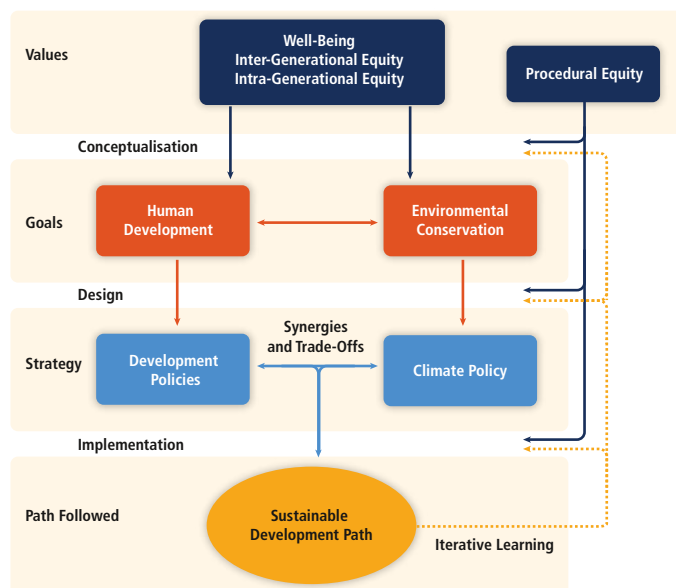 Values
Well-Being
Inter-Generational Equity
Intra-Generational Equity
Procedural Equity
Conceptualisation
Goals
Human
Development
Environmental
Conservation
Design
Strategy
Development
Policies
Synergies
and Trade-Offs
Climate Policy
Implementation
Path Followed
Sustainable
Development Path
Iterative Learning